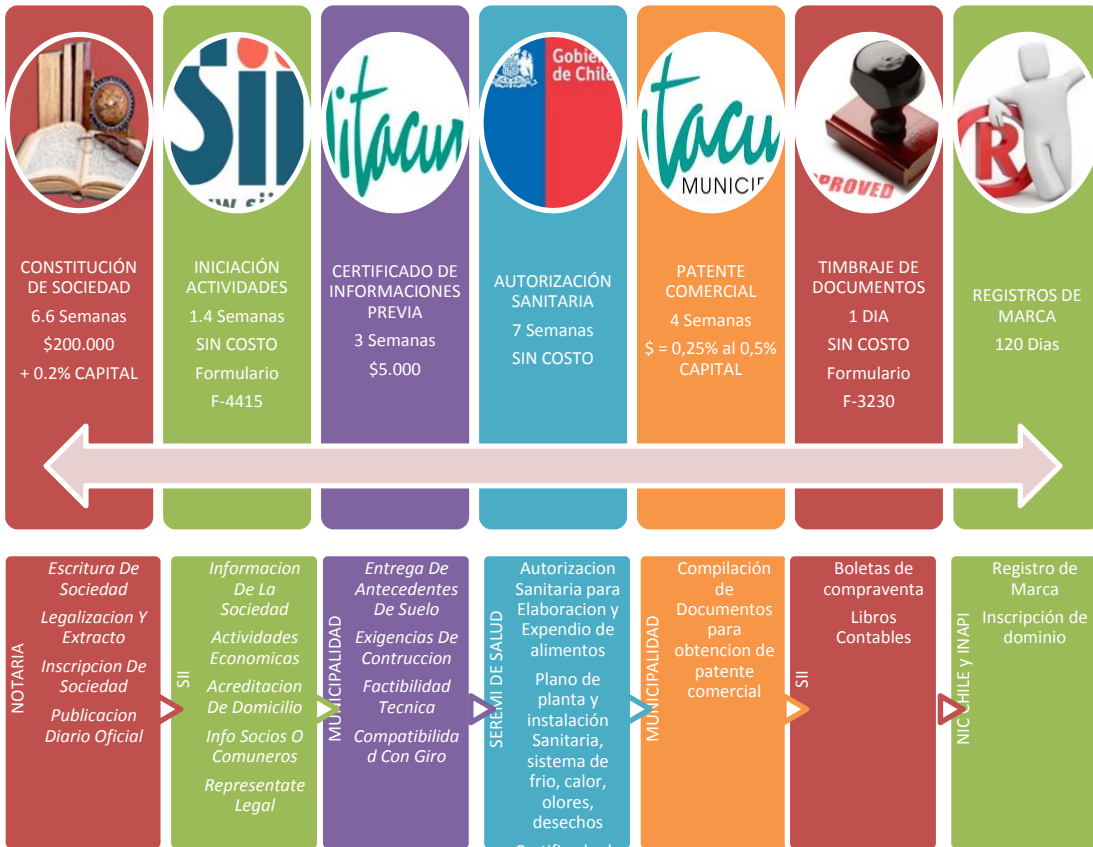 Sii
www.sii
itacur
Gobier
de Chile
tacu
MUNICIP
PROVED
R
CONSTITUCIÓN
DE SOCIEDAD
6.6 Semanas
$200.000
+ 0.2% CAPITAL
INICIACIÓN
ACTIVIDADES
1.4 Semanas
SIN COSTO
Formulario
F-4415
CERTIFICADO DE
INFORMACIONES
PREVIA
3 Semanas
$5.000
AUTORIZACIÓN
SANITARIA
7 Semanas
SIN COSTO
PATENTE
COMERCIAL
4 Semanas
$ = 0,25% al 0,5%
CAPITAL
TIMBRAJE DE
DOCUMENTOS
1 DIA
SIN COSTO
Formulario
F-3230
REGISTROS DE
MARCA
120 Dias
NOTARIA
Escritura De
Sociedad
Legalizacion Y
Extracto
Inscripcion De
Sociedad
Publicacion
Diario Oficial
SII
Informacion
De La
Sociedad
Actividades
Economicas
Acreditacion
De Domicilio
Info Socios O
Comuneros
Representate
Legal
MUNICIPALIDAD
Entrega De
Antecedentes
De Suelo
Exigencias De
Contruccion
Factibilidad
Tecnica
Compatibilida
d Con Giro
SEREMI DE SALUD
Autorizacion
Sanitaria para
Elaboracion y
Expendio de
alimentos
Plano de
planta y
instalación
Sanitaria,
sistema de
frio, calor,
olores,
desechos
MUNICIPALIDAD
Compilación
de
Documentos
para
obtencion de
patente
comercial
SII
Boletas de
compraventa
Libros
Contables
NIC CHILE y INAPI
Registro de
Marca
Inscripción de
dominio